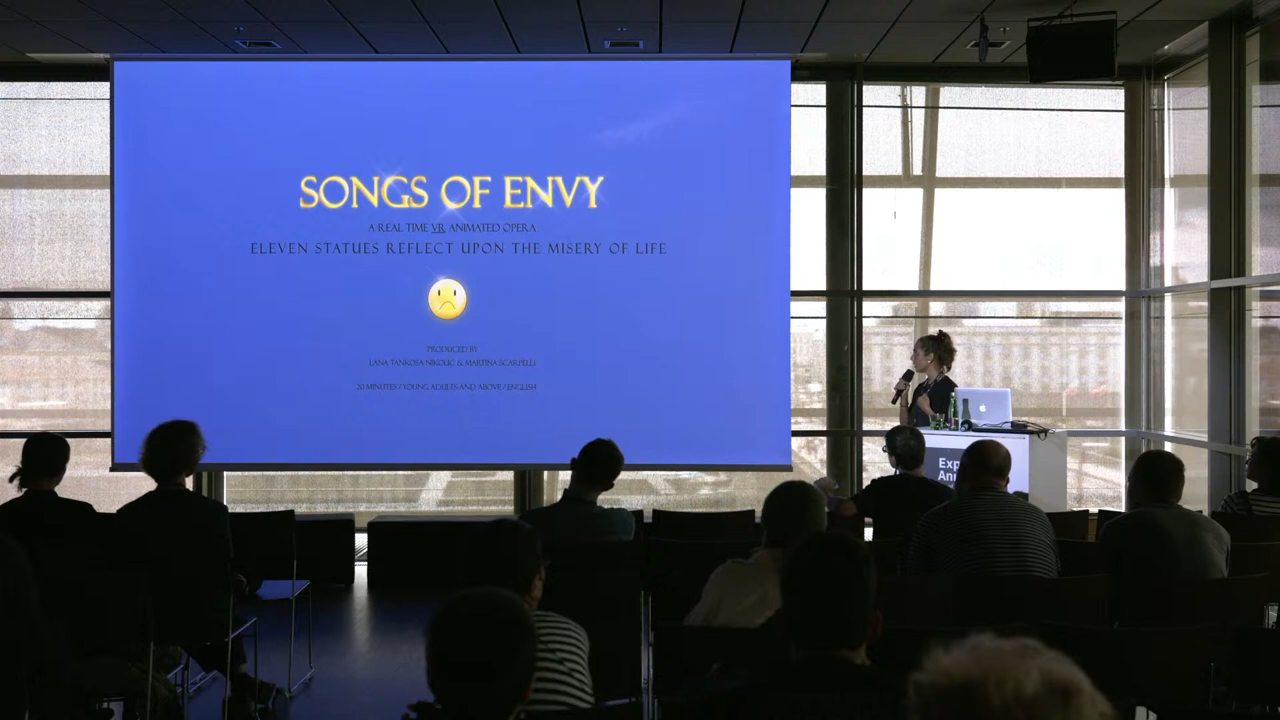 SONGS OF ENVY
A REAL TIME VR ANIMATED OPERA
ELEVEN STATUES REFLECT UPON THE MISERY OF LIFE
PRODUCED BY
LANA TANKOSA NIKOLIC & MARTINA SCARPELLI
20 MINUTES / YOUNG ADULTS AND ABOVE / ENGLISH
Exp
Ani